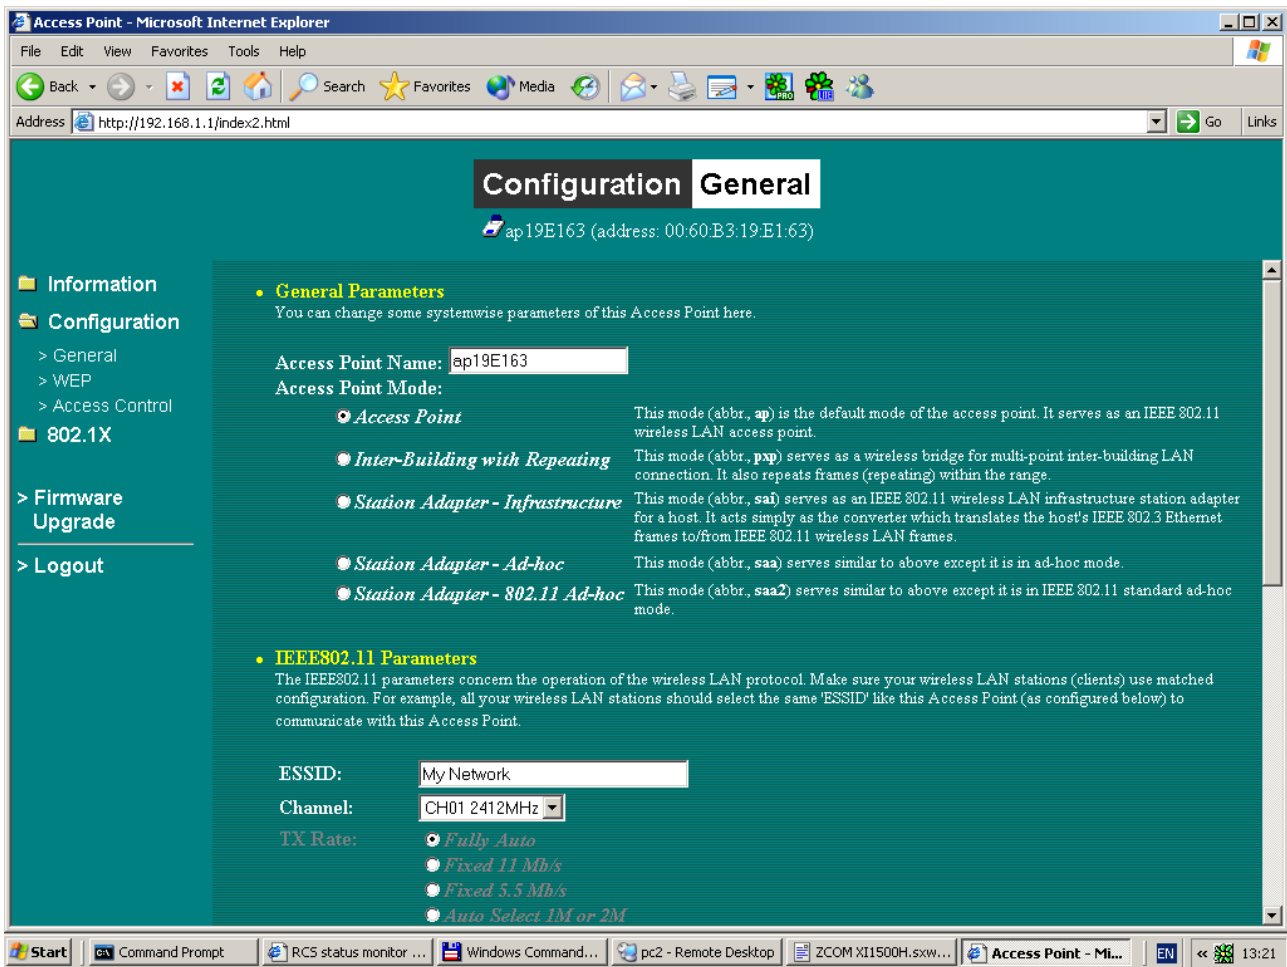 Access Point - Microsoft Internet Explorer
File Edit View Favorites Tools Help
Back Search Favorites Media PRO LITE
Address http://192.168.1.1/index2.html Go Links
Configuration General
ap19E163 (address: 00:60:B3:19:E1:63)
Information
Configuration
> General
> WEP
> Access Control
802.1X
> Firmware
Upgrade
> Logout
• General Parameters
You can change some systemwise parameters of this Access Point here.
Access Point Name: ap19E163
Access Point Mode:
Access Point
This mode (abbr., ap) is the default mode of the access point. It serves as an IEEE 802.11
wireless LAN access point.
Inter-Building with Repeating
This mode (abbr., pxp) serves as a wireless bridge for multi-point inter-building LAN
connection. It also repeats frames (repeating) within the range.
Station Adapter - Infrastructure
This mode (abbr., sai) serves as an IEEE 802.11 wireless LAN infrastructure station adapter
for a host. It acts simply as the converter which translates the host's IEEE 802.3 Ethernet
frames to/from IEEE 802.11 wireless LAN frames.
Station Adapter - Ad-hoc
This mode (abbr., saa) serves similar to above except it is in ad-hoc mode.
Station Adapter - 802.11 Ad-hoc
This mode (abbr., saa2) serves similar to above except it is in IEEE 802.11 standard ad-hoc
mode.
• IEEE802.11 Parameters
The IEEE802.11 parameters concern the operation of the wireless LAN protocol. Make sure your wireless LAN stations (clients) use matched
configuration. For example, all your wireless LAN stations should select the same 'ESSID' like this Access Point (as configured below) to
communicate with this Access Point.
ESSID: My Network
Channel: CH01 2412MHz
TX Rate: Fully Auto
Fixed 11 Mb/s
Fixed 5.5 Mb/s
Auto Select 1M or 2M
Start Command Prompt RCS status monitor ... Windows Command... pc2 - Remote Desktop ZCOM XI1500H.sxw... Access Point - Mi... EN « 13:21